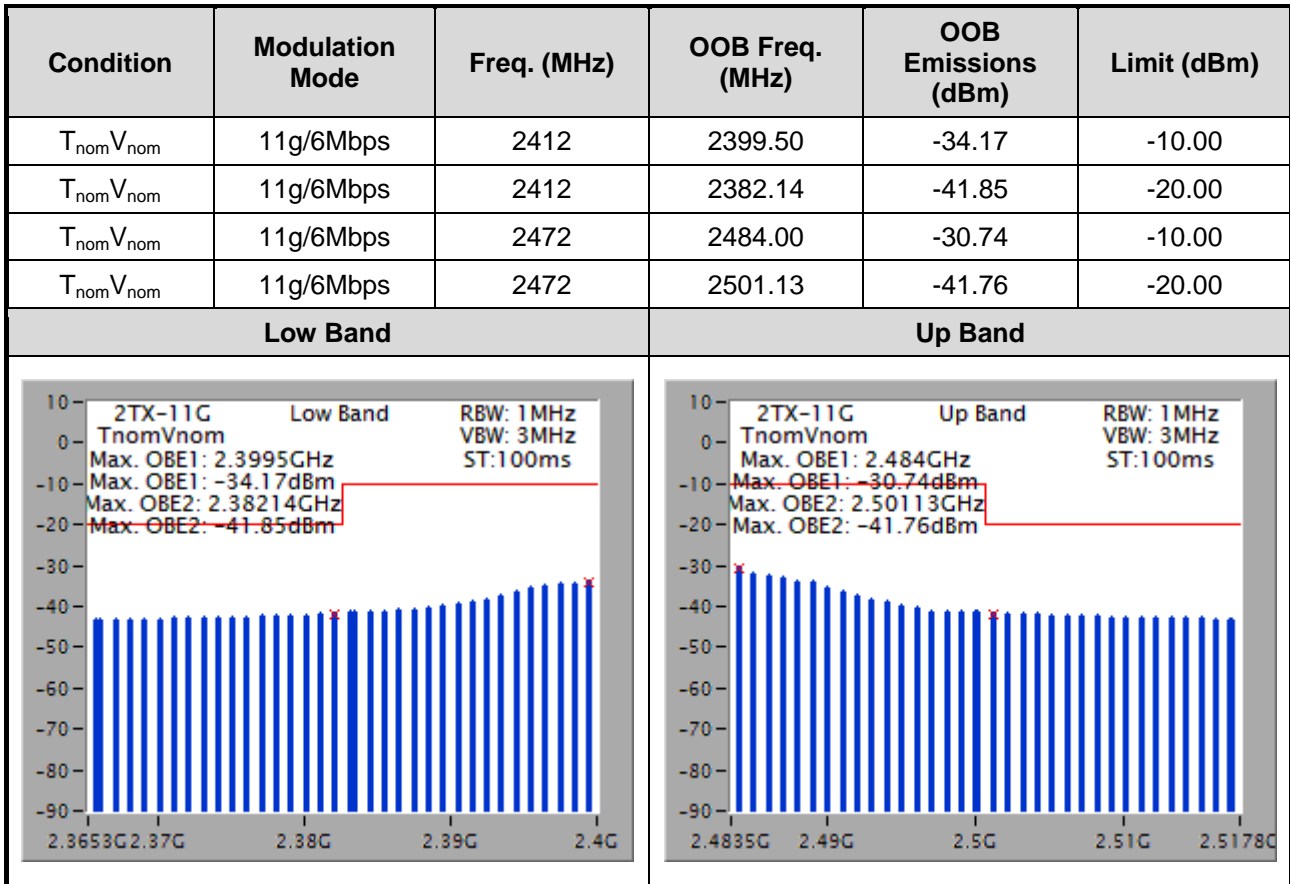 Condition Modulation Mode Freq. (MHz) OOB Freq. (MHz) OOB Emissions (dBm) Limit (dBm)
TnomVnom 11g/6Mbps 2412 2399.50 -34.17 -10.00
TnomVnom 11g/6Mbps 2412 2382.14 -41.85 -20.00
TnomVnom 11g/6Mbps 2472 2484.00 -30.74 -10.00
TnomVnom 11g/6Mbps 2472 2501.13 -41.76 -20.00
Low Band Up Band
2TX-11G Low Band RBW: 1MHz
TnomVnom VBW: 3MHz
Max. OBE1: 2.3995GHz ST:100ms
Max. OBE1: -34.17dBm
Max. OBE2: 2.38214GHz
Max. OBE2: -41.85dBm
10
0
-10
-20
-30
-40
-50
-60
-70
-80
-90
2.3653G 2.37G 2.38G 2.39G 2.4G
2TX-11G Up Band RBW: 1MHz
TnomVnom VBW: 3MHz
Max. OBE1: 2.484GHz ST:100ms
Max. OBE1: -30.74dBm
Max. OBE2: 2.50113GHz
Max. OBE2: -41.76dBm
10
0
-10
-20
-30
-40
-50
-60
-70
-80
-90
2.4835G 2.49G 2.5G 2.51G 2.5178G